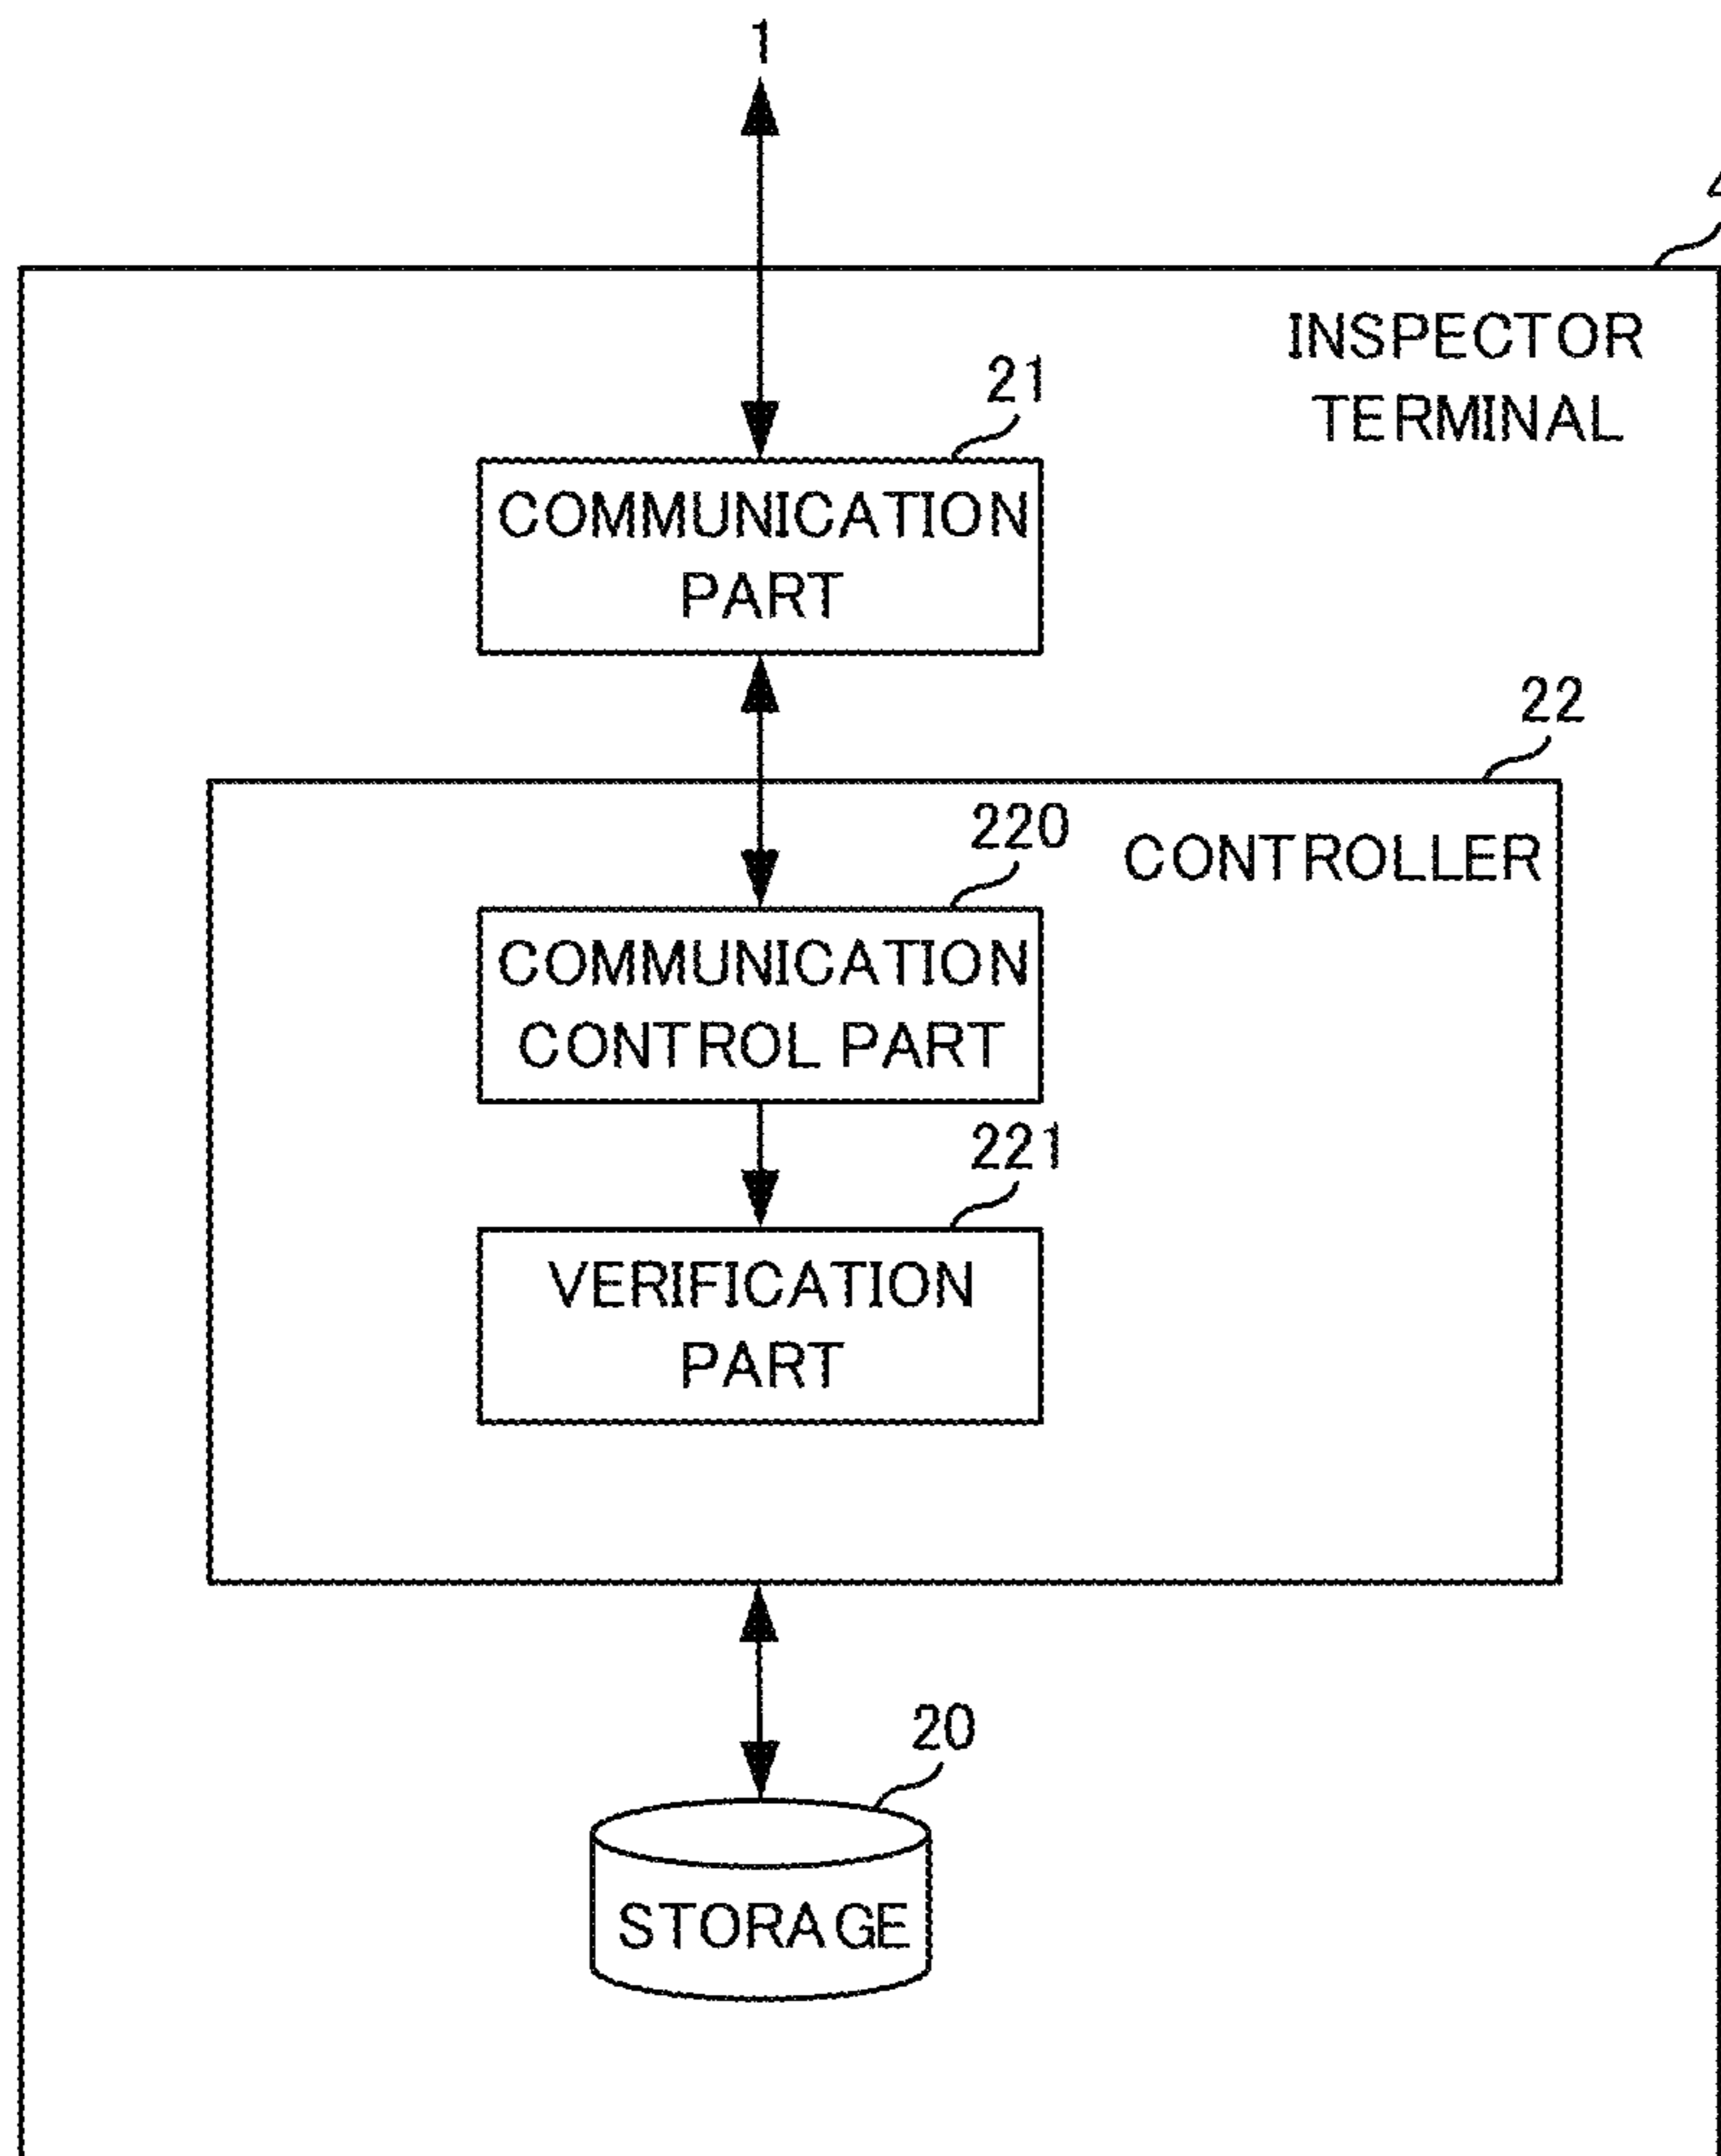 1
INSPECTOR
TERMINAL
21
COMMUNICATION
PART
22
CONTROLLER
220
COMMUNICATION
CONTROL PART
221
VERIFICATION
PART
20
STORAGE